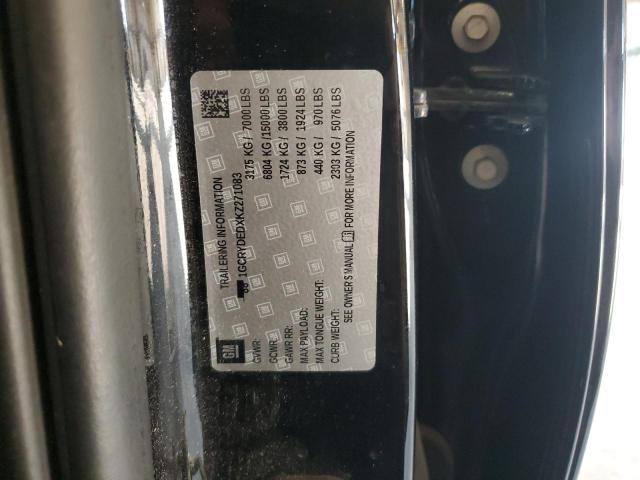 TRAILERING INFORMATION
1GCRYDEDXKZ271083
GM
GVWR: 3175 KG / 7000 LBS
GCWR: 6804 KG /15000 LBS
GAWR RR: 1724 KG / 3800 LBS
MAX PAYLOAD: 873 KG / 1924 LBS
MAX TONGUE WEIGHT: 440 KG / 970 LBS
CURB WEIGHT: 2303 KG / 5076 LBS
SEE OWNER'S MANUAL FOR MORE INFORMATION